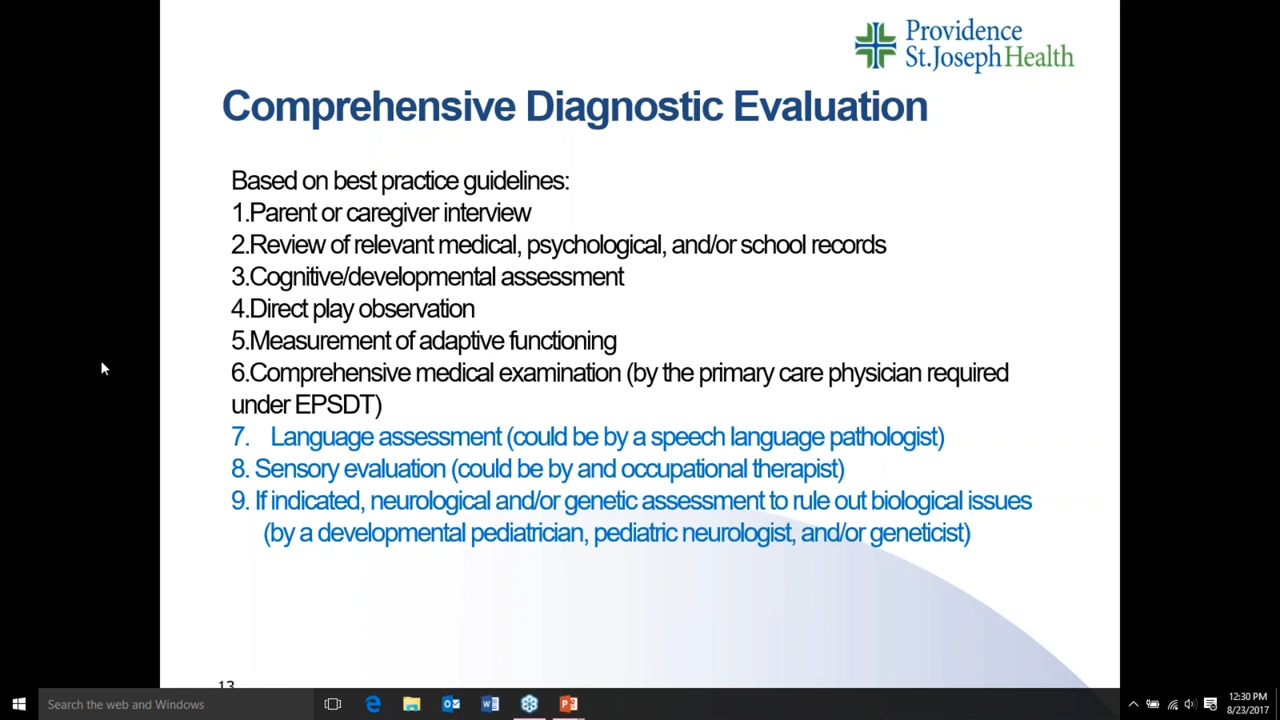 Providence
St.Joseph Health
Comprehensive Diagnostic Evaluation
Based on best practice guidelines:
1.Parent or caregiver interview
2.Review of relevant medical, psychological, and/or school records
3.Cognitive/developmental assessment
4.Direct play observation
5.Measurement of adaptive functioning
6.Comprehensive medical examination (by the primary care physician required
under EPSDT)
7. Language assessment (could be by a speech language pathologist)
8. Sensory evaluation (could be by and occupational therapist)
9. If indicated, neurological and/or genetic assessment to rule out biological issues
(by a developmental pediatrician, pediatric neurologist, and/or geneticist)
13
Search the web and Windows
12:30 PM
8/23/2017